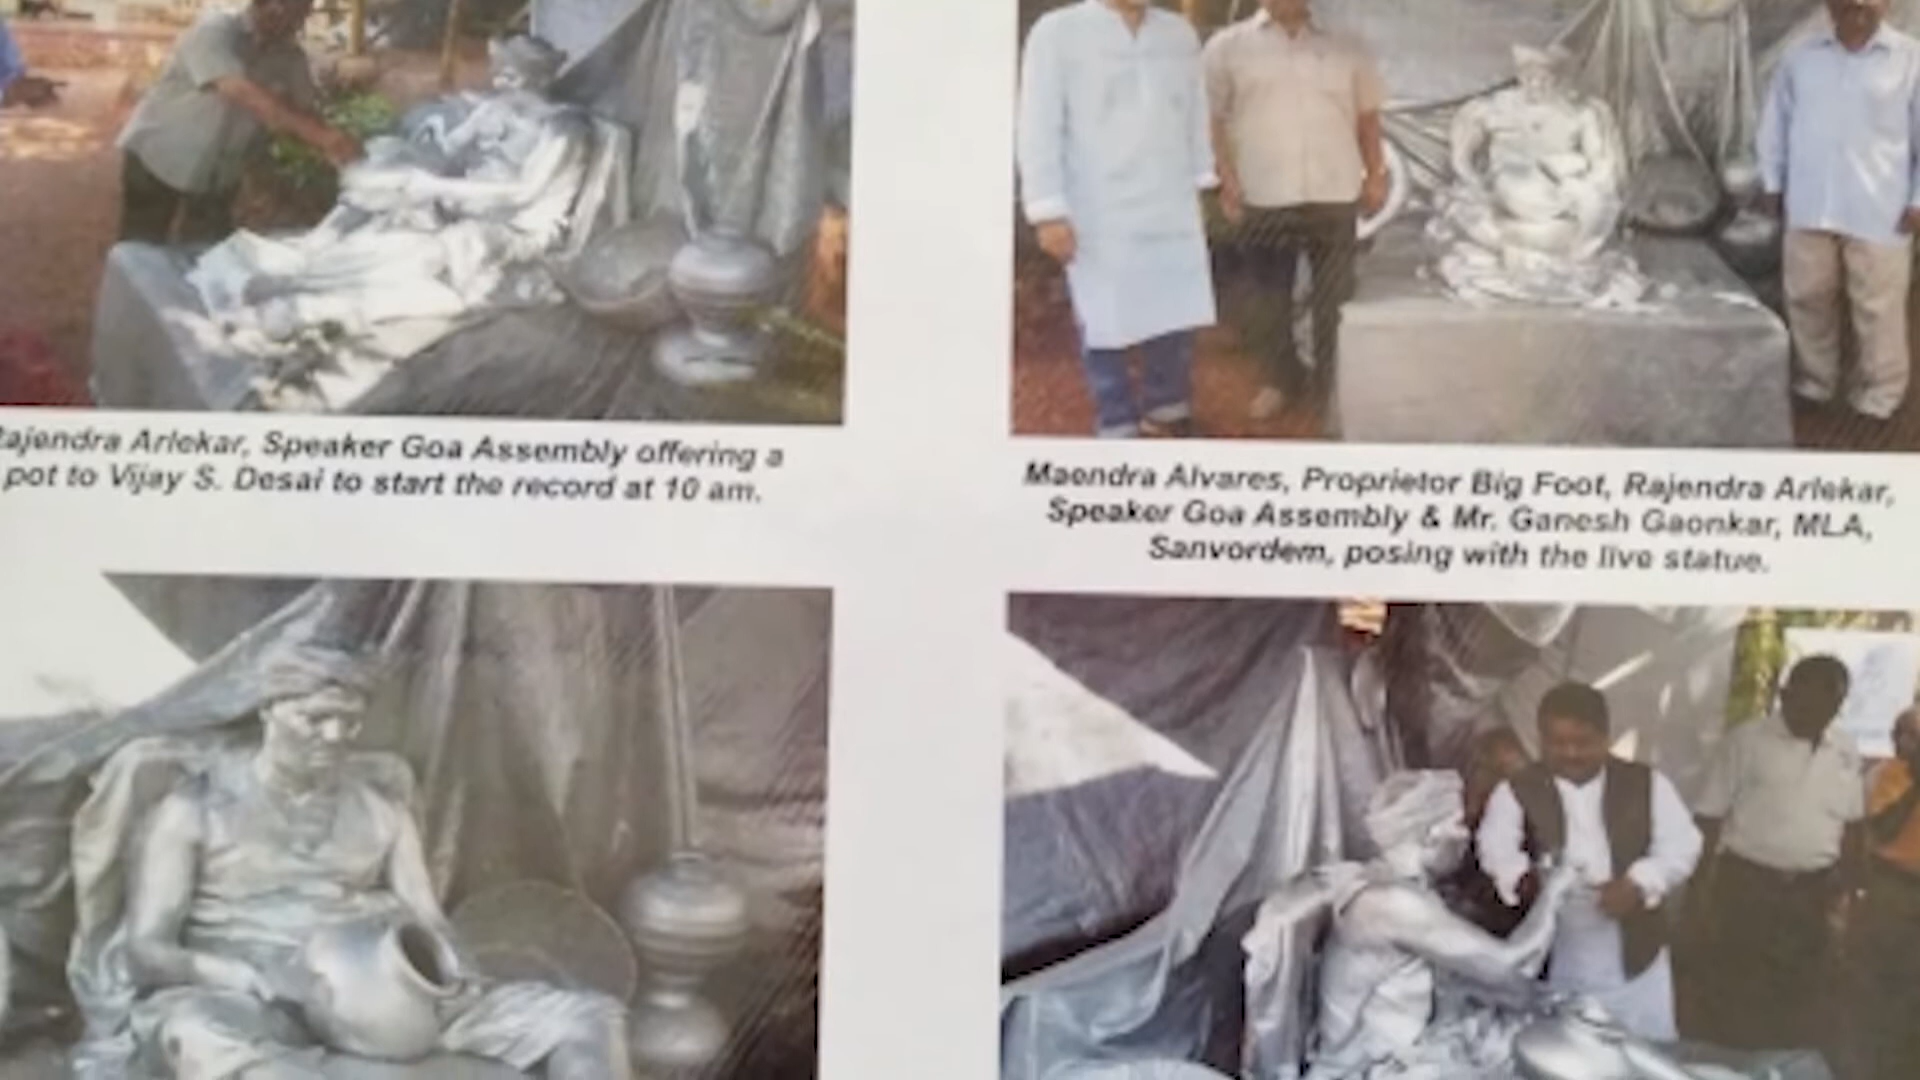 Rajendra Arlekar, Speaker Goa Assembly offering a
pot to Vijay S. Desai to start the record at 10 am.
Maendra Alvares, Proprietor Big Foot, Rajendra Arlekar,
Speaker Goa Assembly & Mr. Ganesh Gaonkar, MLA,
Sanvordem, posing with the live statue.